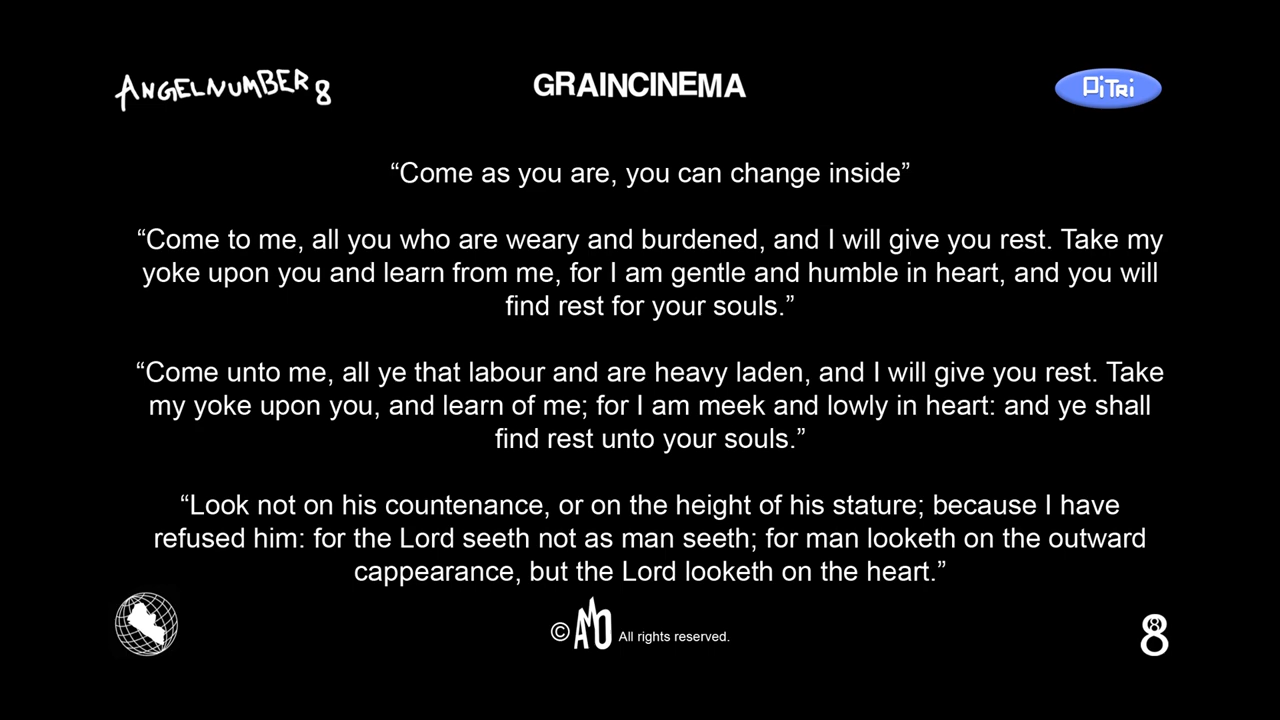 ANGELNUMBER 8
GRAINCINEMA
PiTRi
“Come as you are, you can change inside”
“Come to me, all you who are weary and burdened, and I will give you rest. Take my
yoke upon you and learn from me, for I am gentle and humble in heart, and you will
find rest for your souls.”
“Come unto me, all ye that labour and are heavy laden, and I will give you rest. Take
my yoke upon you, and learn of me; for I am meek and lowly in heart: and ye shall
find rest unto your souls.”
“Look not on his countenance, or on the height of his stature; because I have
refused him: for the Lord seeth not as man seeth; for man looketh on the outward
cappearance, but the Lord looketh on the heart.”
© AMO All rights reserved.
8